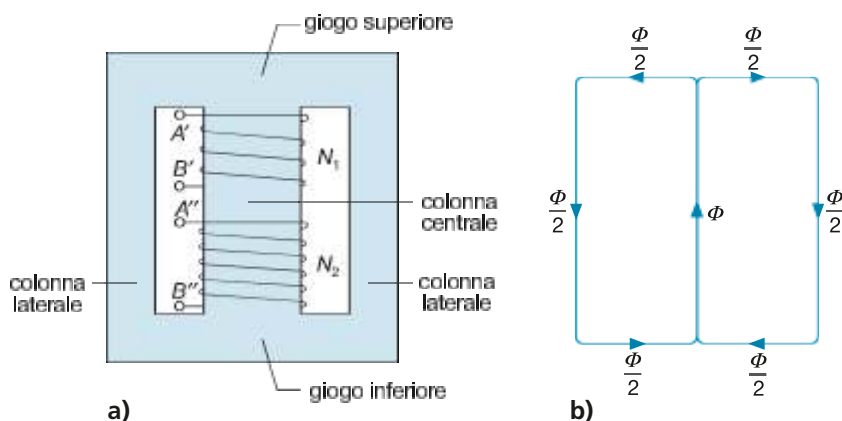 giogo superiore
A'
B'
A"
B"
N1
N2
colonna
centrale
colonna
laterale
colonna
laterale
giogo inferiore
a)
Φ/2
Φ/2
Φ/2
Φ
Φ/2
Φ/2
Φ/2
b)